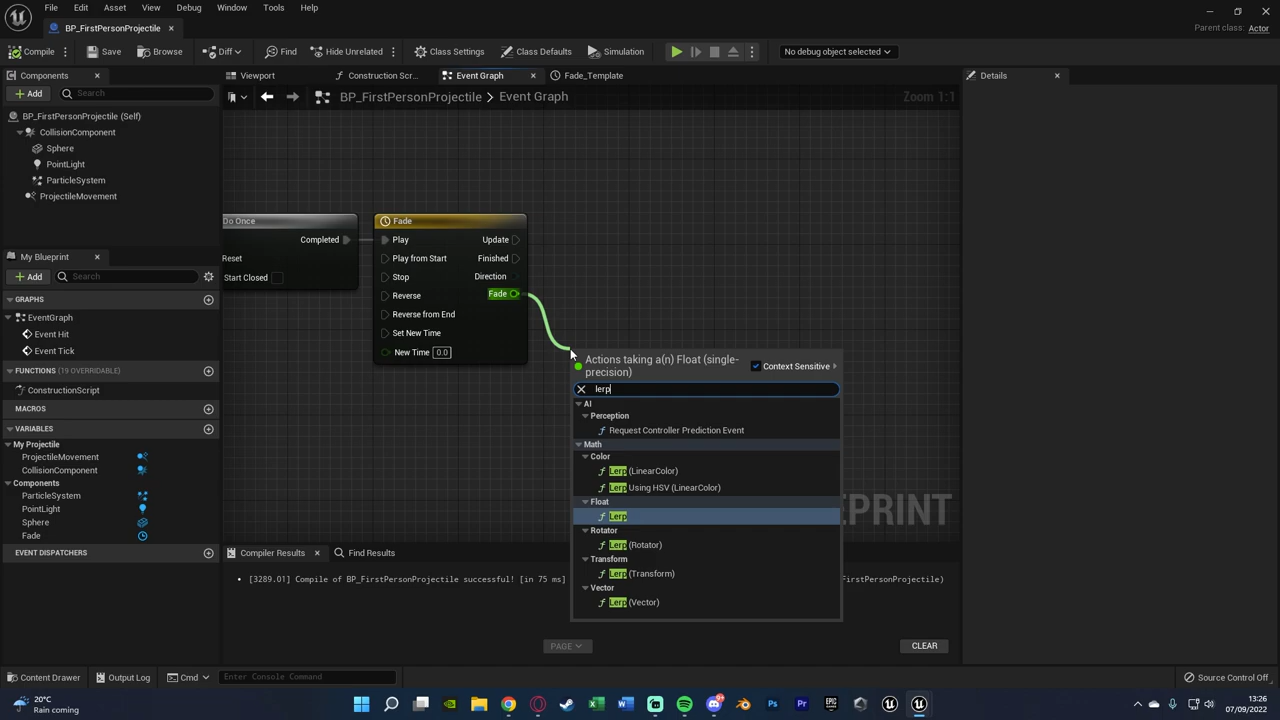 File Edit Asset View Debug Window Tools Help
BP_FirstPersonProjectile
Parent class: Actor
Compile Save Browse Diff Find Hide Unrelated Class Settings Class Defaults Simulation No debug object selected
Components Viewport Construction Scr... Event Graph Fade_Template Details
Add Search
BP_FirstPersonProjectile > Event Graph
Zoom 1:1
BP_FirstPersonProjectile (Self)
CollisionComponent
Sphere
PointLight
ParticleSystem
ProjectileMovement
My Blueprint
Add Search
GRAPHS
EventGraph
Event Hit
Event Tick
FUNCTIONS (19 OVERRIDABLE)
ConstructionScript
MACROS
VARIABLES
My Projectile
ProjectileMovement
CollisionComponent
Components
ParticleSystem
PointLight
Sphere
Fade
EVENT DISPATCHERS
Do Once
Completed
Reset
Start Closed
Fade
Play Update
Play from Start Finished
Stop Direction
Reverse Fade
Reverse from End
Set New Time
New Time 0.0
Actions taking a(n) Float (single-
precision)
Context Sensitive
lerp
AI
Perception
Request Controller Prediction Event
Math
Color
Lerp (LinearColor)
Lerp Using HSV (LinearColor)
Float
Lerp
Rotator
Lerp (Rotator)
Transform
Lerp (Transform)
Vector
Lerp (Vector)
Compiler Results Find Results
[3289.01] Compile of BP_FirstPersonProjectile successful! [in 75 ms] FirstPersonProjectile)
PAGE CLEAR
Content Drawer Output Log Cmd Enter Console Command Source Control Off
20°C
Rain coming
13:26
07/09/2022